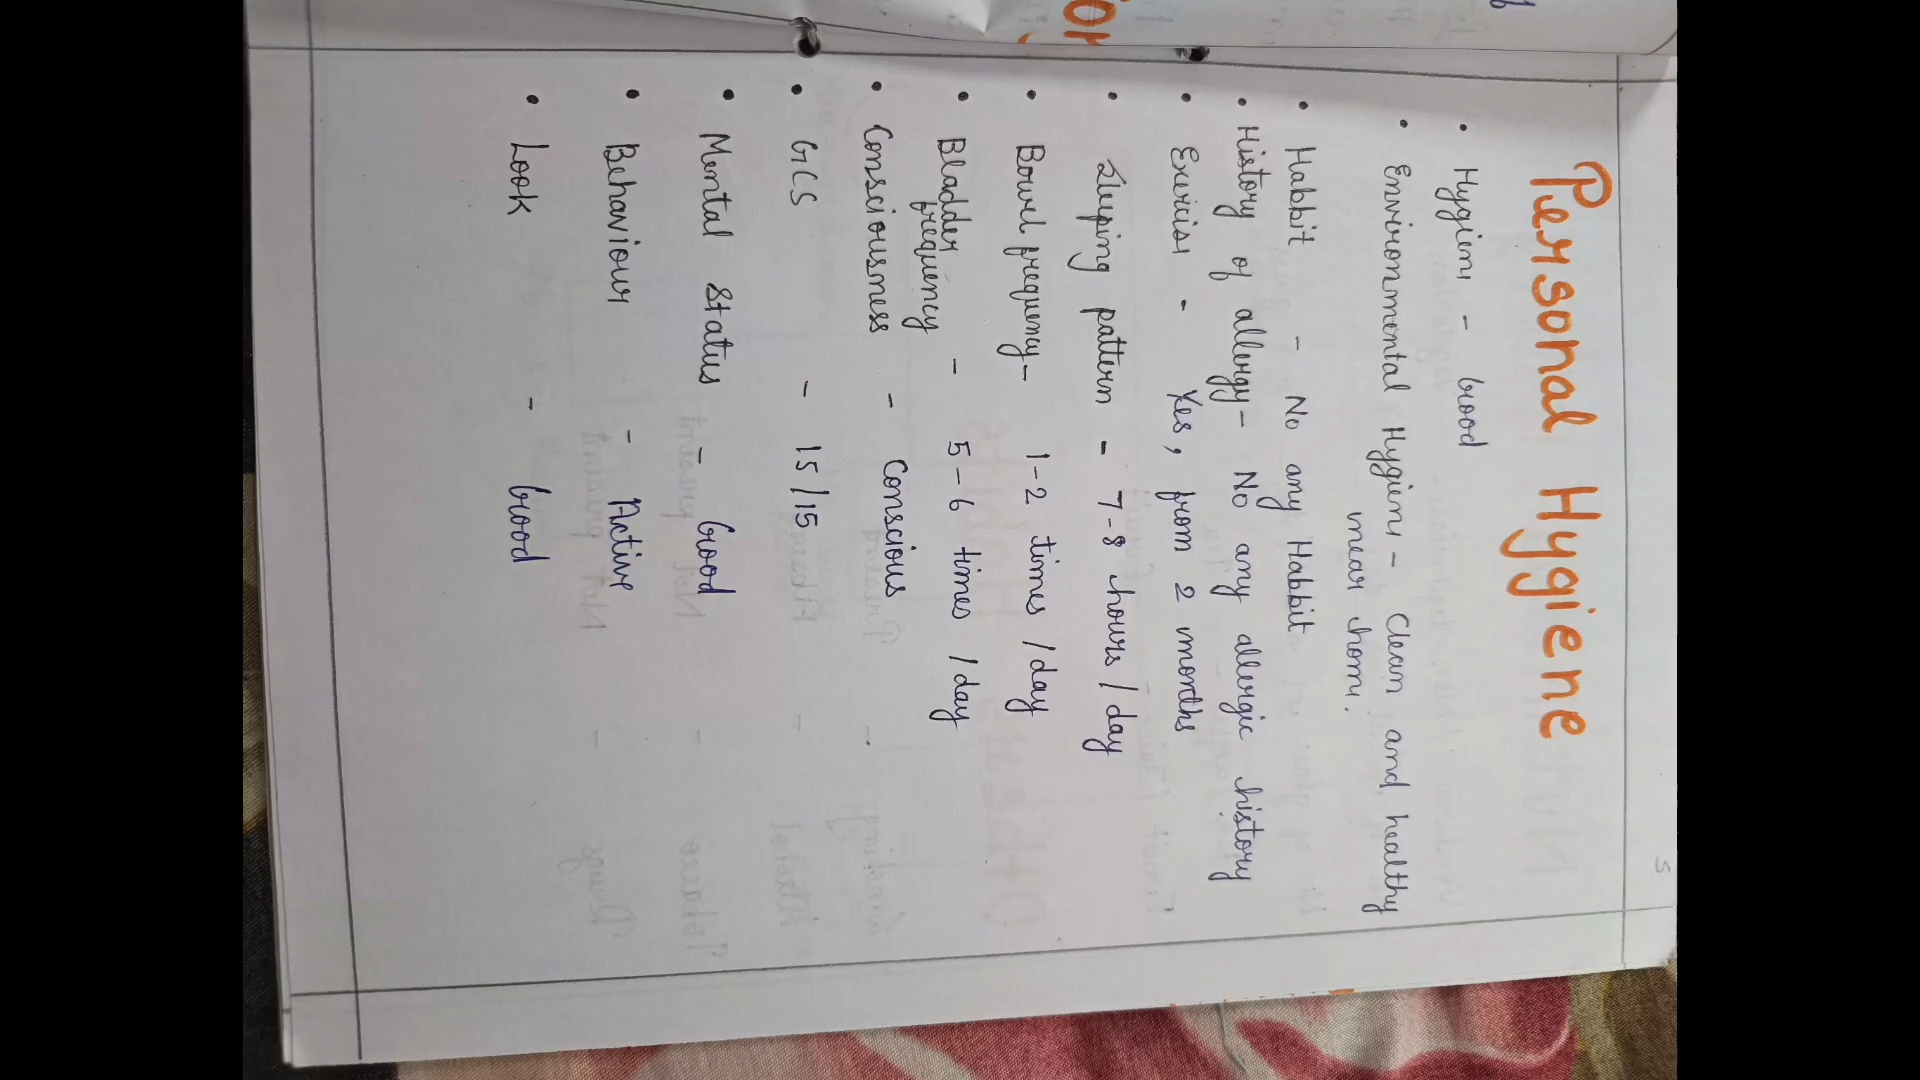 5
Personal Hygiene
• Hygiene - Good
• Environmental Hygiene - Clean and healthy
near home.
• Habbit - No any Habbit
• History of allergy - No any allergic history
• Exericise - Yes, from 2 months
• Sleeping pattern - 7-8 hours / day
• Bowel frequency - 1-2 times / day
• Bladder frequency - 5-6 times / day
• Consciousness - Conscious
• GCS - 15/15
• Mental status - Good
• Behaviour - Active
• Look - Good